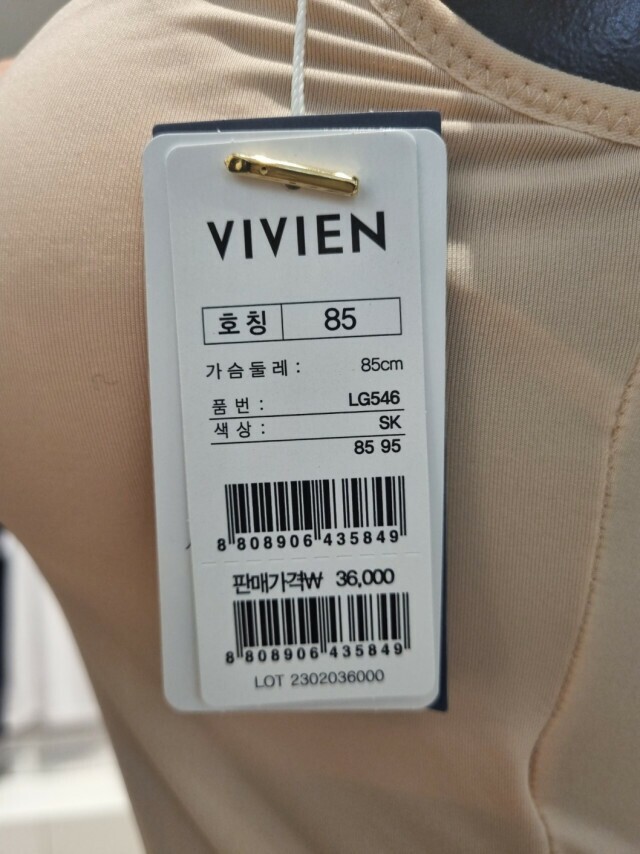 VIVIEN
호칭 85
가슴둘레 : 85cm
품번 : LG546
색상 : SK
85 95
8 808906 435849
판매가격₩ 36,000
8 808906 435849
LOT 2302036000